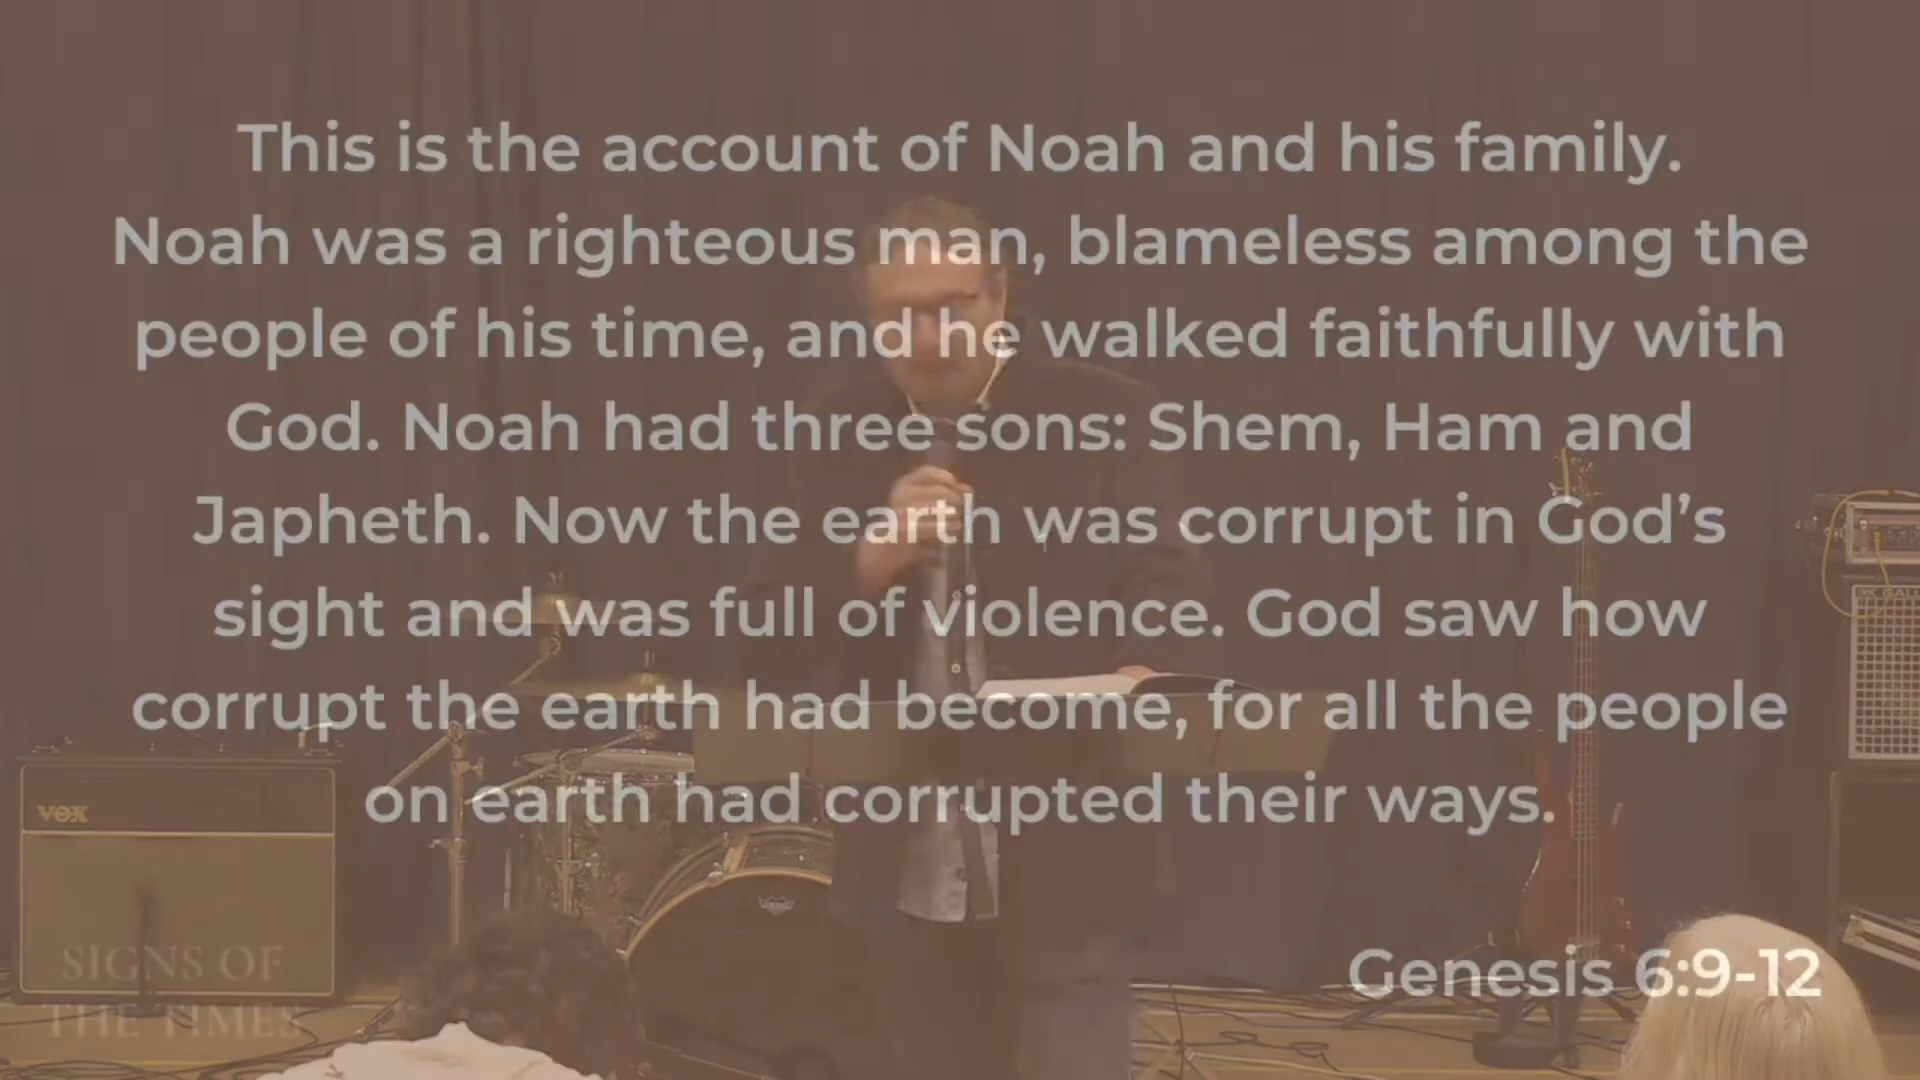 This is the account of Noah and his family.
Noah was a righteous man, blameless among the
people of his time, and he walked faithfully with
God. Noah had three sons: Shem, Ham and
Japheth. Now the earth was corrupt in God’s
sight and was full of violence. God saw how
corrupt the earth had become, for all the people
on earth had corrupted their ways.
VOX
SIGNS OF
THE TIMES
Genesis 6:9-12